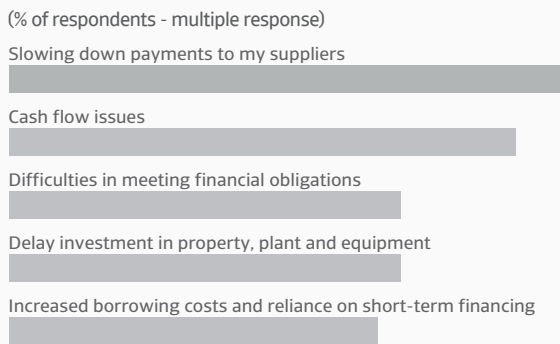 (% of respondents - multiple response)
Slowing down payments to my suppliers
Cash flow issues
Difficulties in meeting financial obligations
Delay investment in property, plant and equipment
Increased borrowing costs and reliance on short-term financing